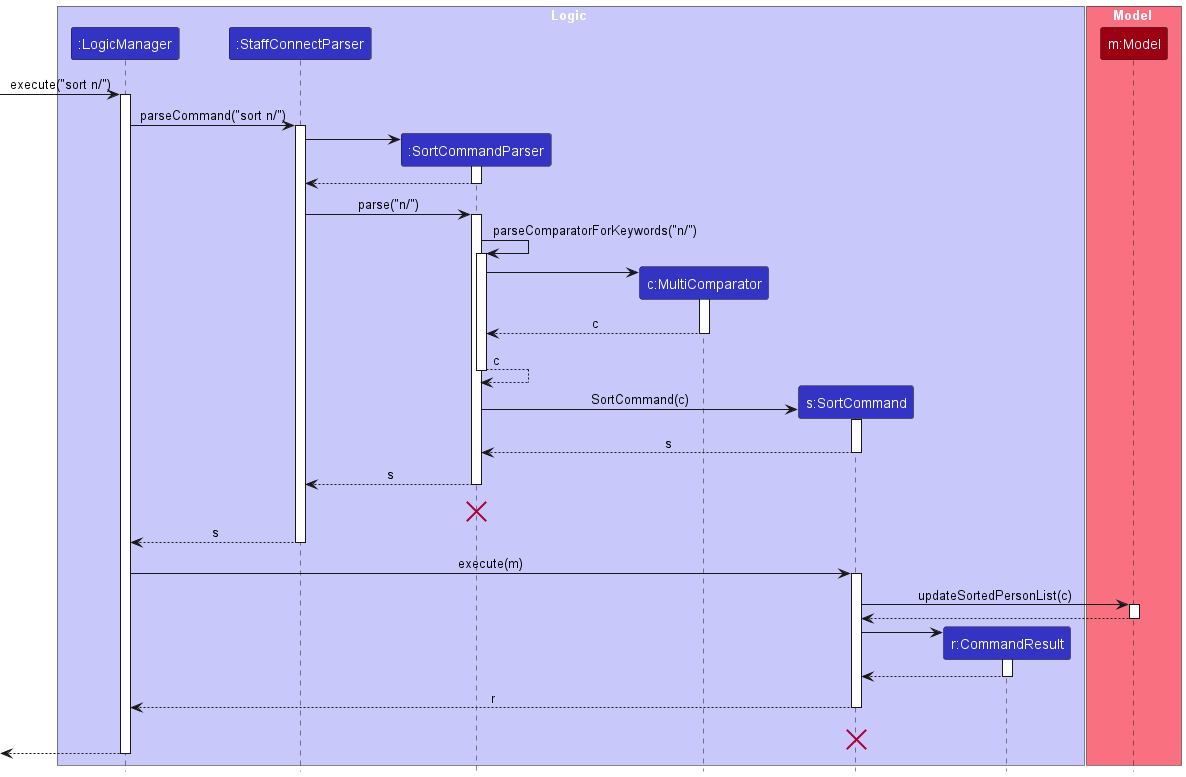 Logic
Model
:LogicManager
:StaffConnectParser
m:Model
execute("sort n/")
parseCommand("sort n/")
:SortCommandParser
parse("n/")
parseComparatorForKeywords("n/")
c:MultiComparator
c
c
SortCommand(c)
s:SortCommand
s
s
s
execute(m)
updateSortedPersonList(c)
r:CommandResult
r